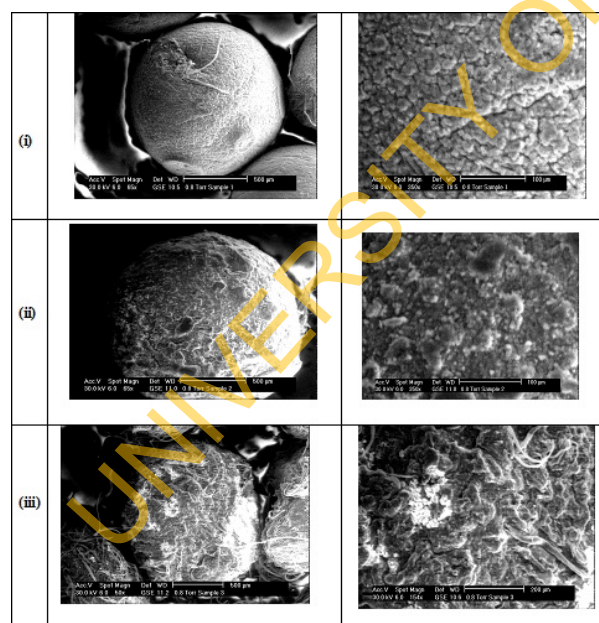 (i)
Acc.V Spot Magn Det WD 500 µm
30.0 kV 6.0 65x GSE 10.5 0.8 Torr Sample 1
Acc.V Spot Magn Det WD 100 µm
30.0 kV 6.0 350x GSE 10.5 0.8 Torr Sample 1
(ii)
Acc.V Spot Magn Det WD 500 µm
30.0 kV 6.0 65x GSE 11.0 0.8 Torr Sample 2
Acc.V Spot Magn Det WD 100 µm
30.0 kV 6.0 350x GSE 11.0 0.8 Torr Sample 2
(iii)
Acc.V Spot Magn Det WD 500 µm
30.0 kV 6.0 50x GSE 11.2 0.8 Torr Sample 3
Acc.V Spot Magn Det WD 200 µm
30.0 kV 6.0 154x GSE 10.9 0.8 Torr Sample 3
UNIVERSITY